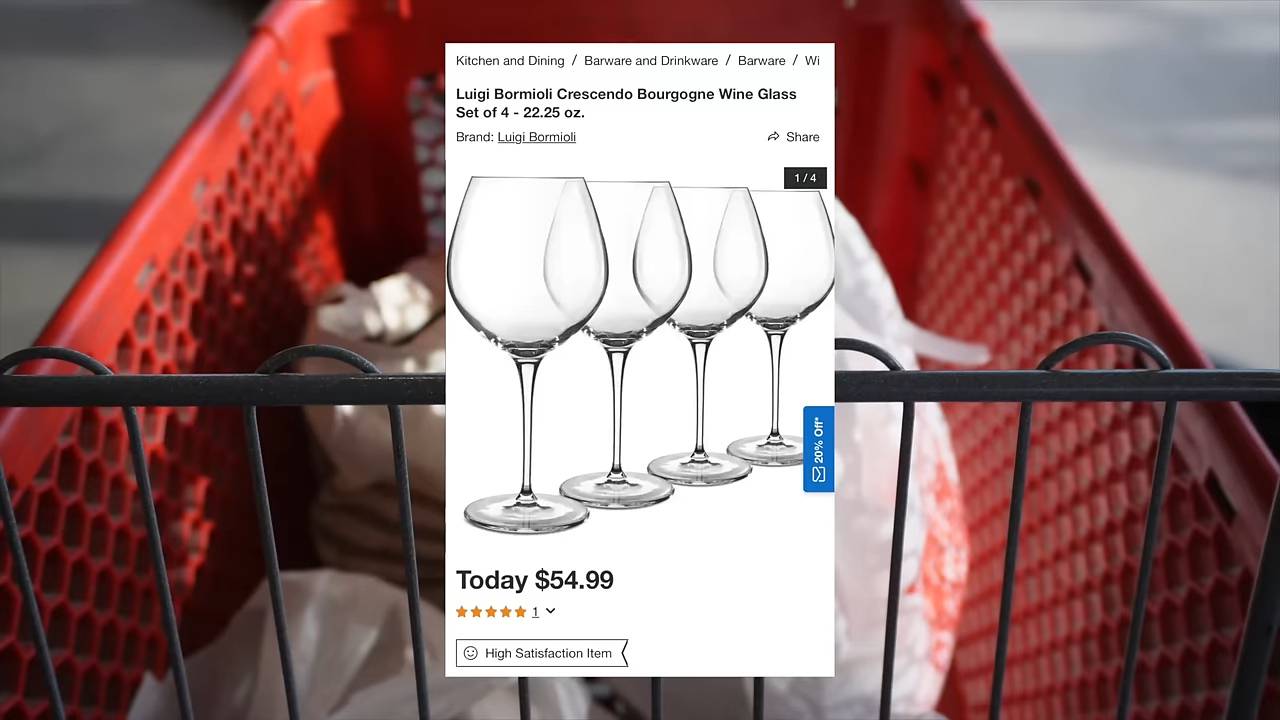 Kitchen and Dining / Barware and Drinkware / Barware / Wi
Luigi Bormioli Crescendo Bourgogne Wine Glass
Set of 4 - 22.25 oz.
Brand: Luigi Bormioli
Share
1 / 4
20% Off*
Today $54.99
1
High Satisfaction Item